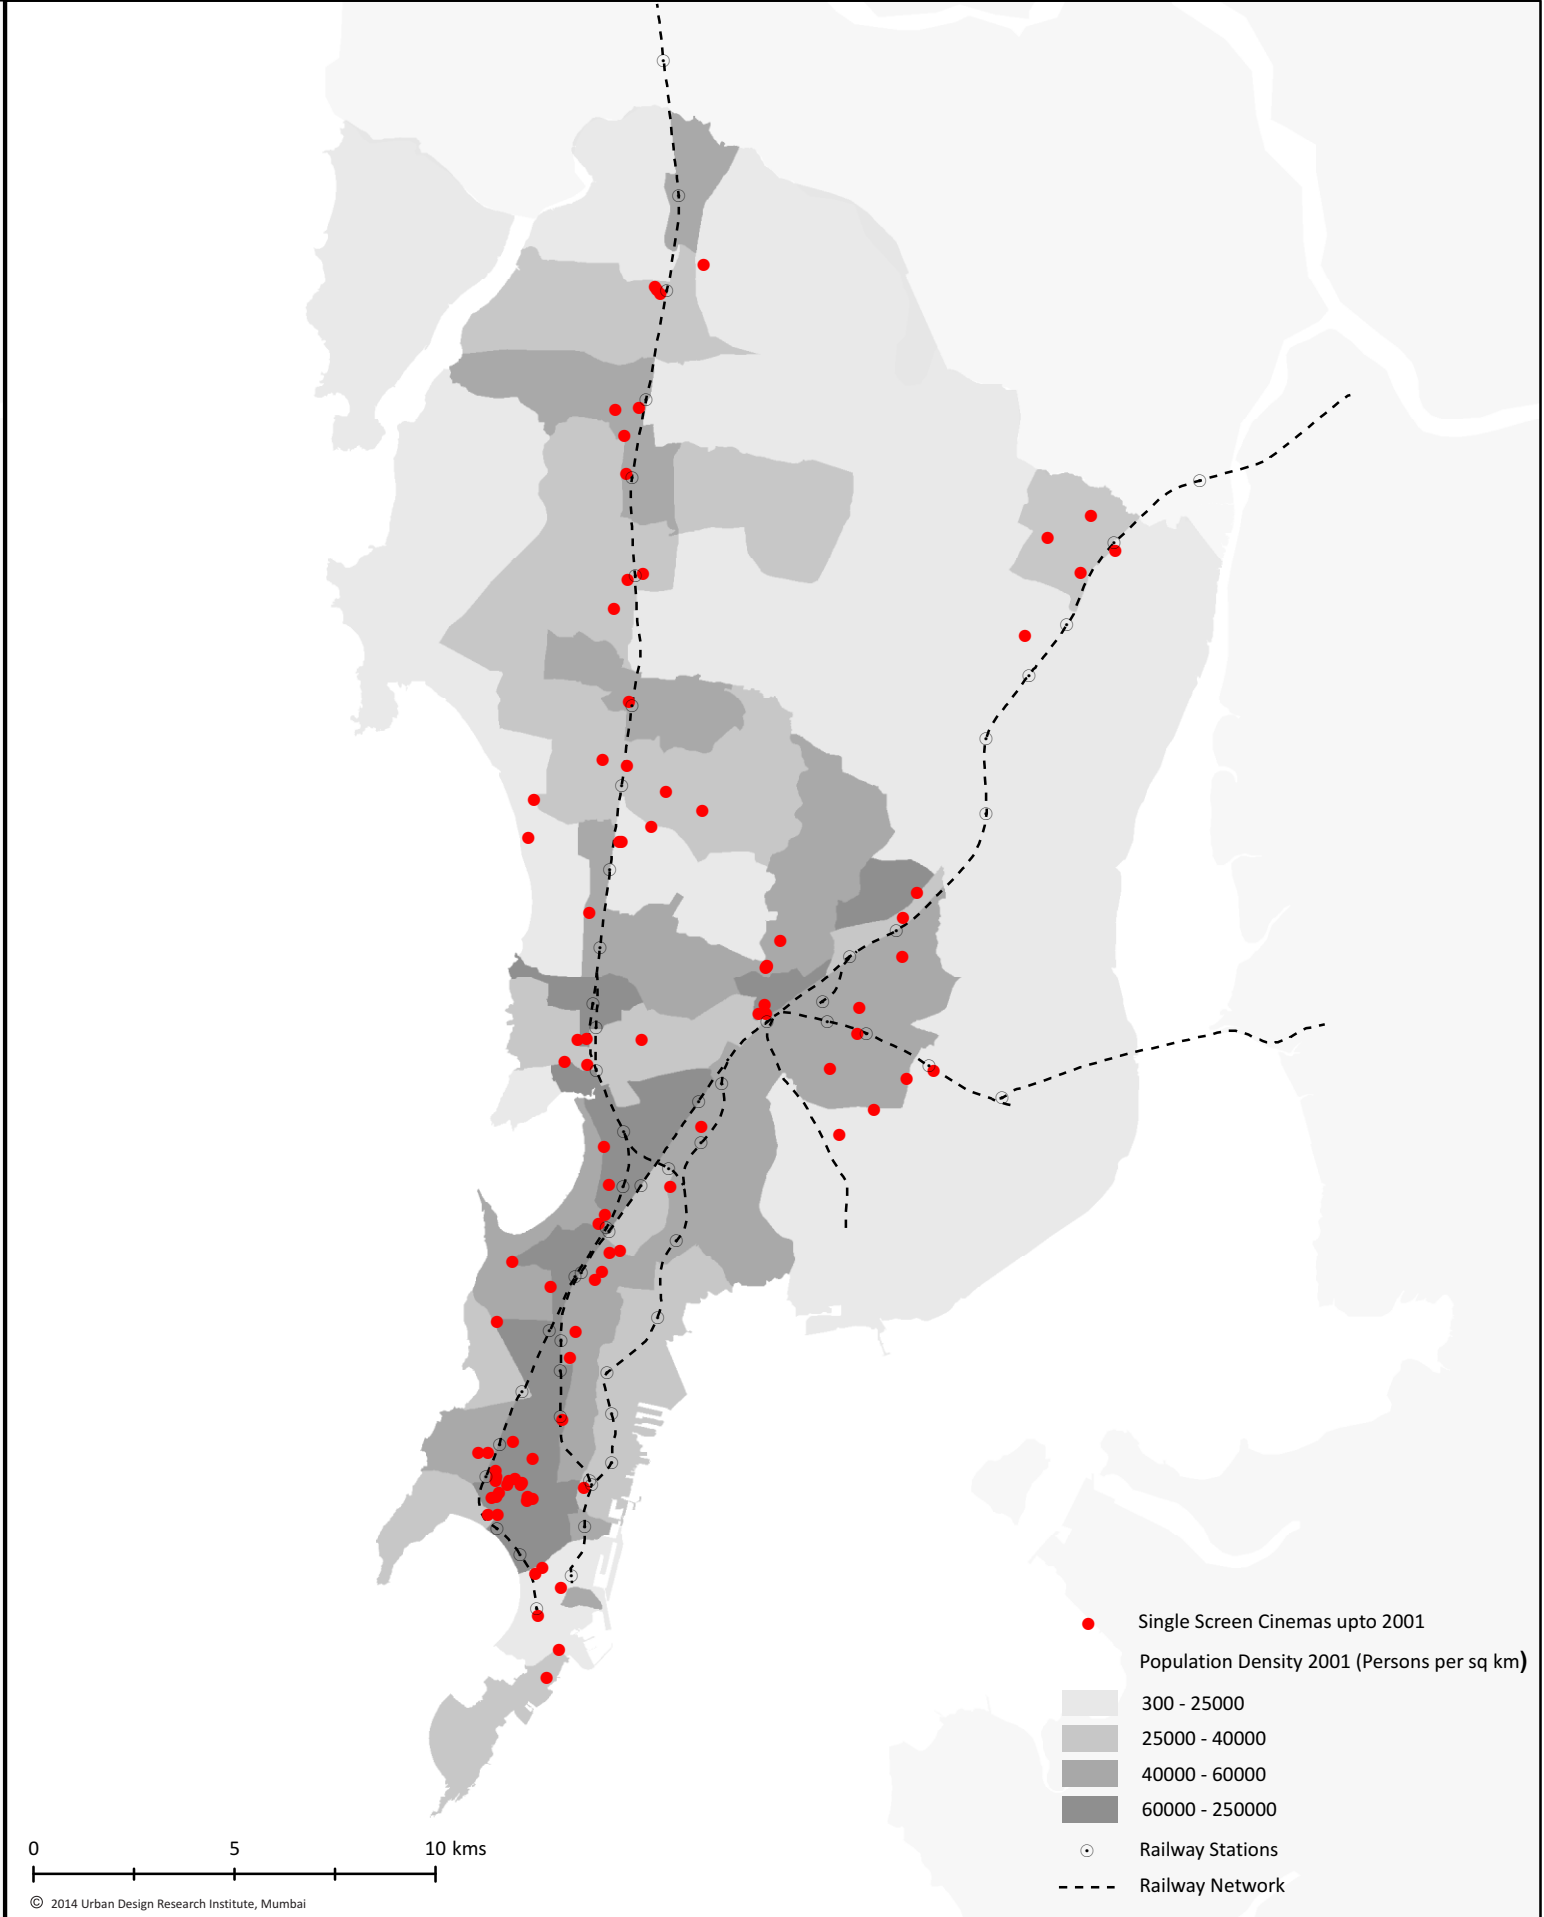 Single Screen Cinemas upto 2001
Population Density 2001 (Persons per sq km)
300 - 25000
25000 - 40000
40000 - 60000
60000 - 250000
Railway Stations
Railway Network
0 5 10 kms
© 2014 Urban Design Research Institute, Mumbai